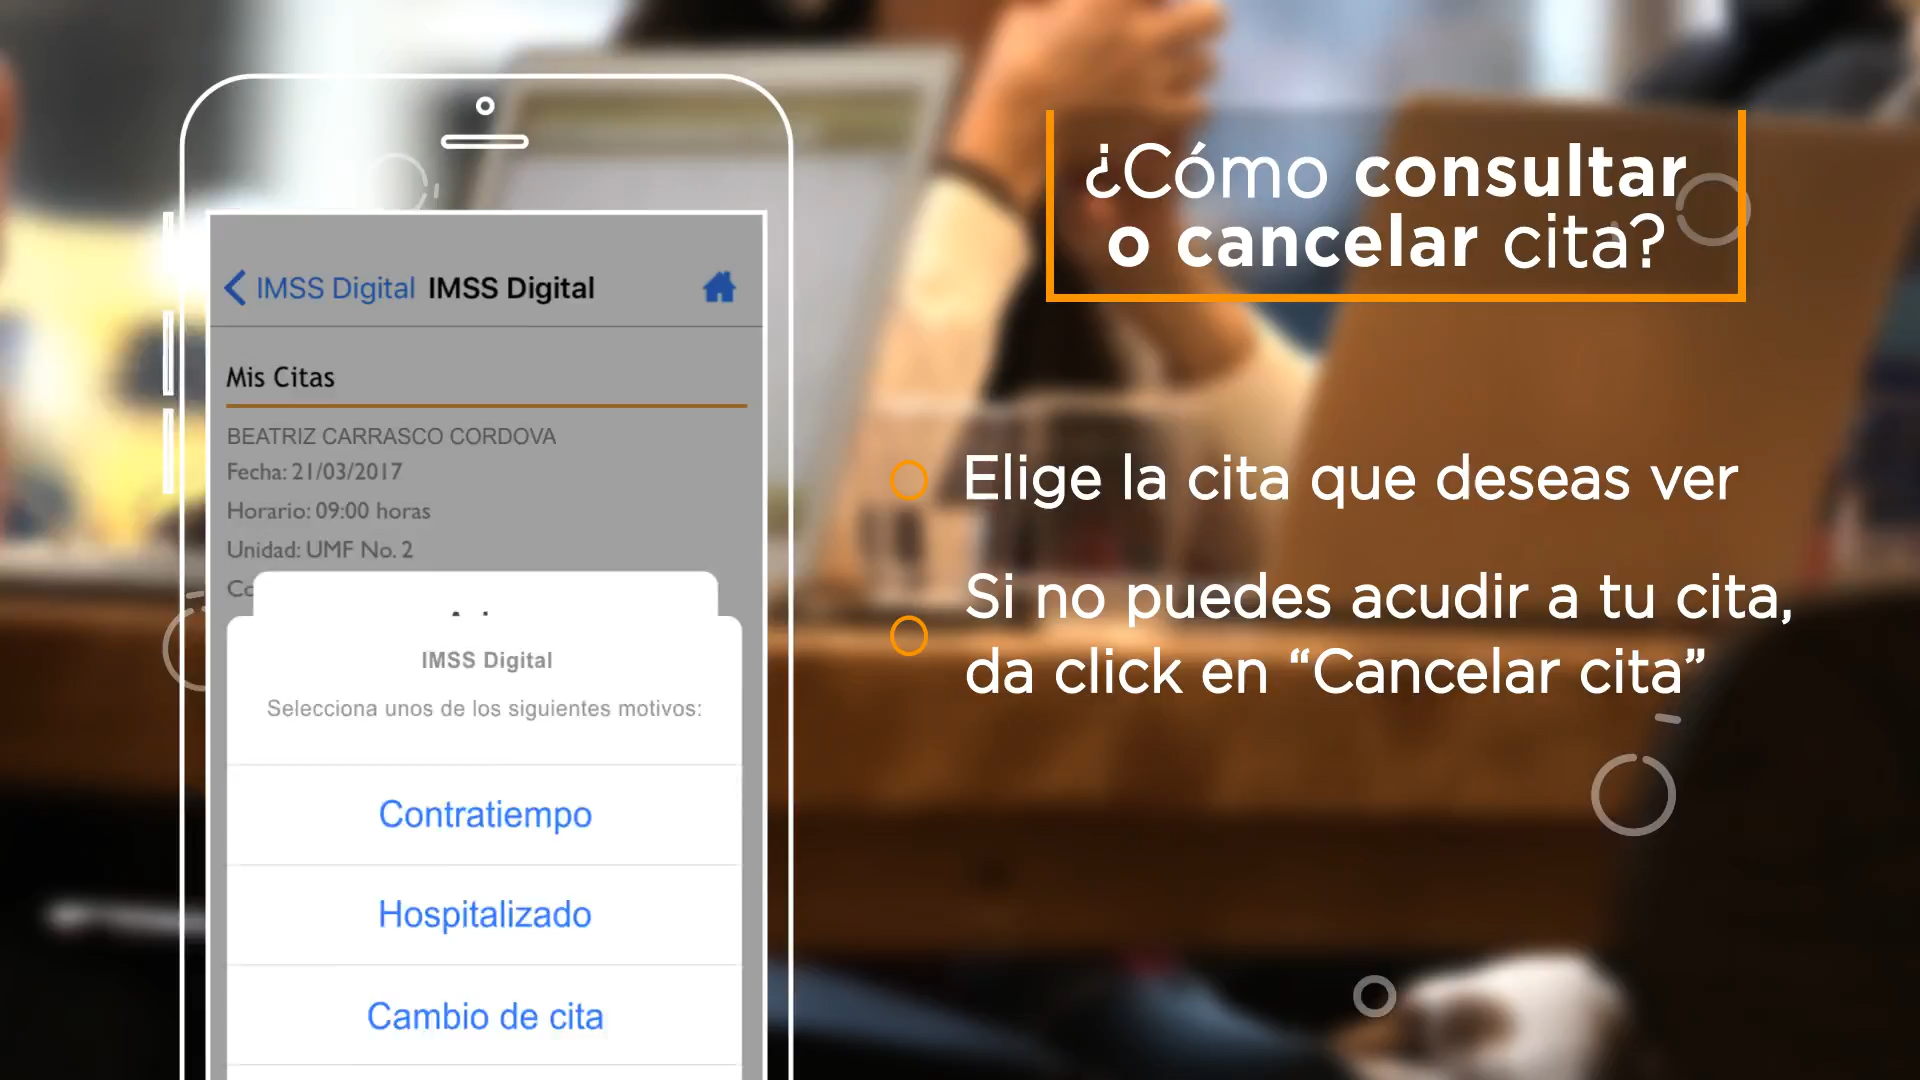 IMSS Digital IMSS Digital
Mis Citas
BEATRIZ CARRASCO CORDOVA
Fecha: 21/03/2017
Horario: 09:00 horas
Unidad: UMF No. 2
IMSS Digital
Selecciona unos de los siguientes motivos:
Contratiempo
Hospitalizado
Cambio de cita
¿Cómo consultar
o cancelar cita?
Elige la cita que deseas ver
Si no puedes acudir a tu cita,
da click en “Cancelar cita”